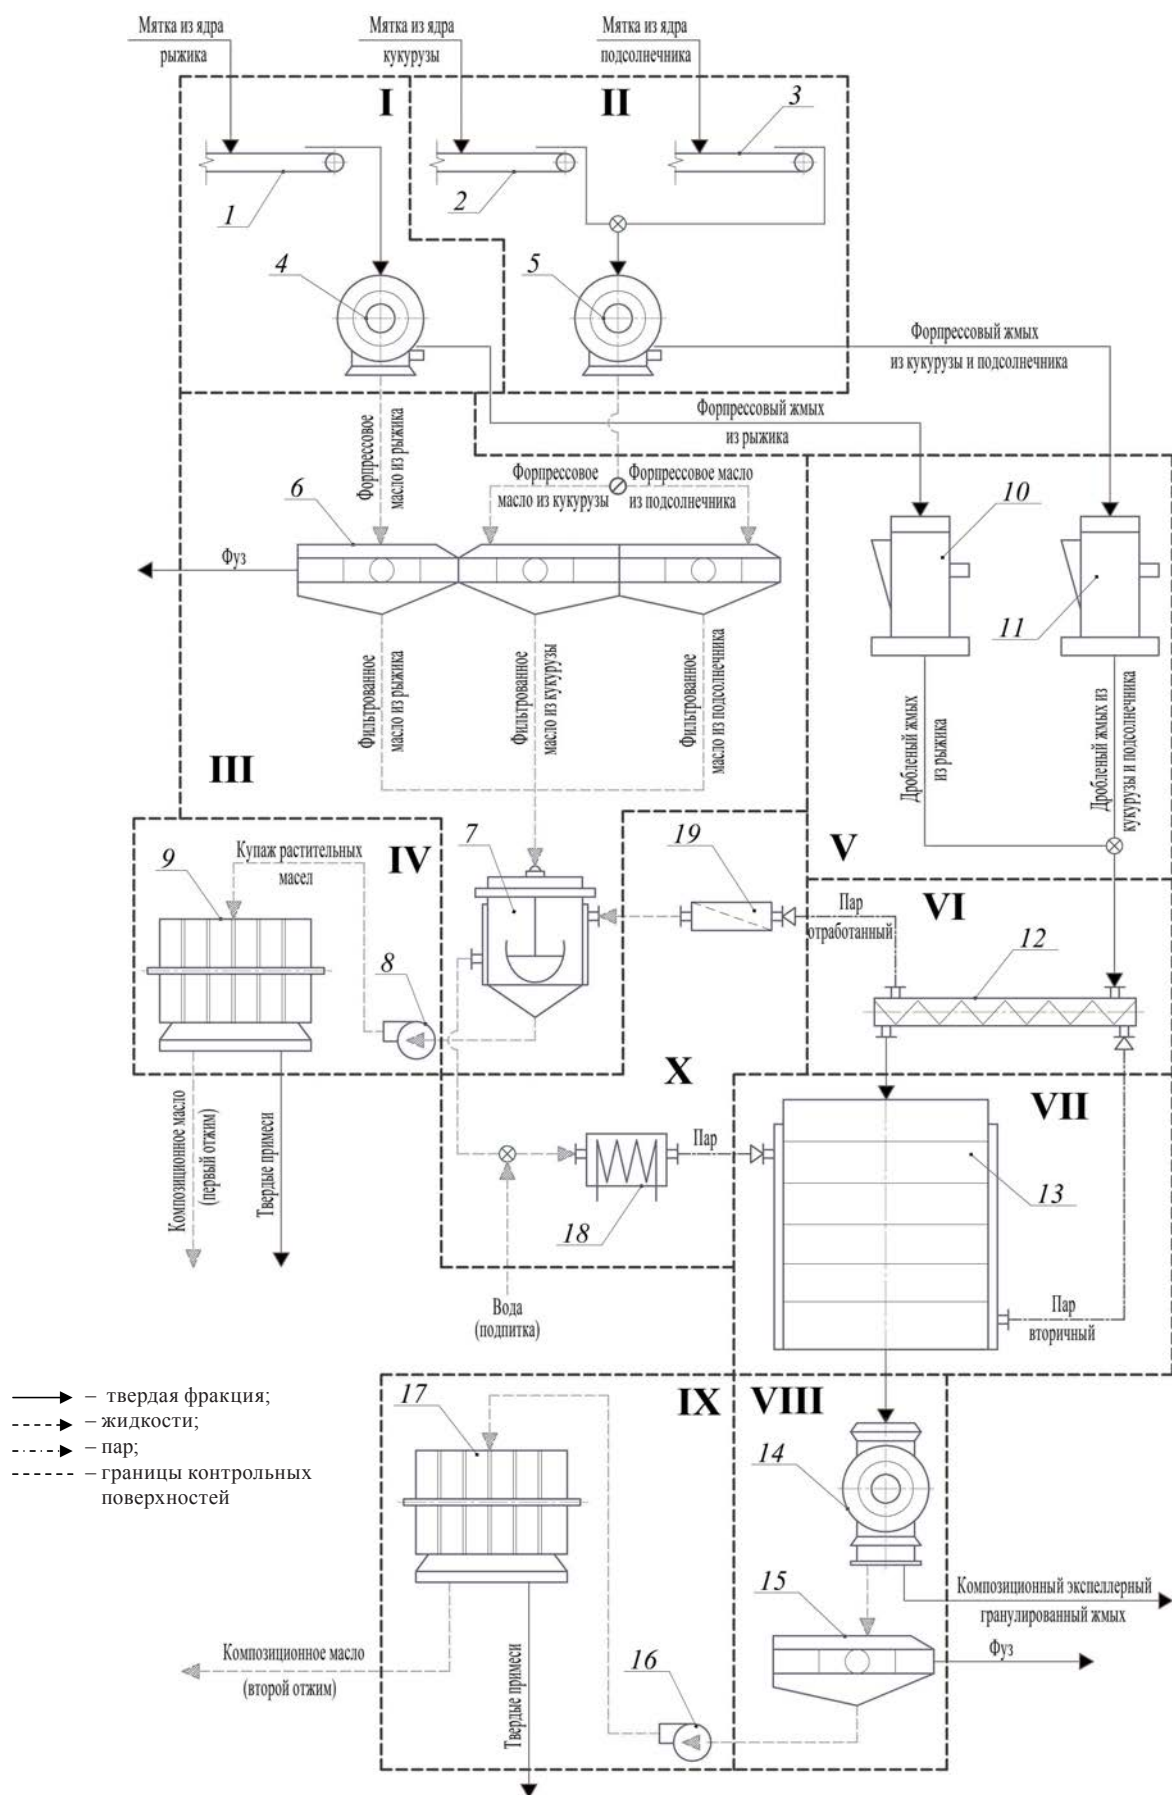 Мятка из ядра
рыжика
Мятка из ядра
кукурузы
Мятка из ядра
подсолнечника
I
II
3
1
2
4
5
Форпрессовый жмых
из кукурузы и подсолнечника
Форпрессовый жмых
из рыжика
Форпрессовое
масло из рыжика
Форпрессовое
масло из кукурузы
Форпрессовое масло
из подсолнечника
6
10
Фуз
11
Фильтрованное
масло из рыжика
Фильтрованное
масло из кукурузы
Фильтрованное
масло из подсолнечника
Дробленый жмых
из рыжика
Дробленый жмых из
кукурузы и подсолнечника
III
IV
V
VI
9
Купаж растительных
масел
7
19
Пар
отработанный
12
8
X
VII
Композиционное масло
(первый отжим)
Твердые примеси
Пар
13
18
Вода
(подпитка)
Пар
вторичный
– твердая фракция;
– жидкости;
– пар;
– границы контрольных
поверхностей
17
IX
VIII
14
15
Композиционный экспеллерный
гранулированный жмых
Фуз
Композиционное масло
(второй отжим)
Твердые примеси
16